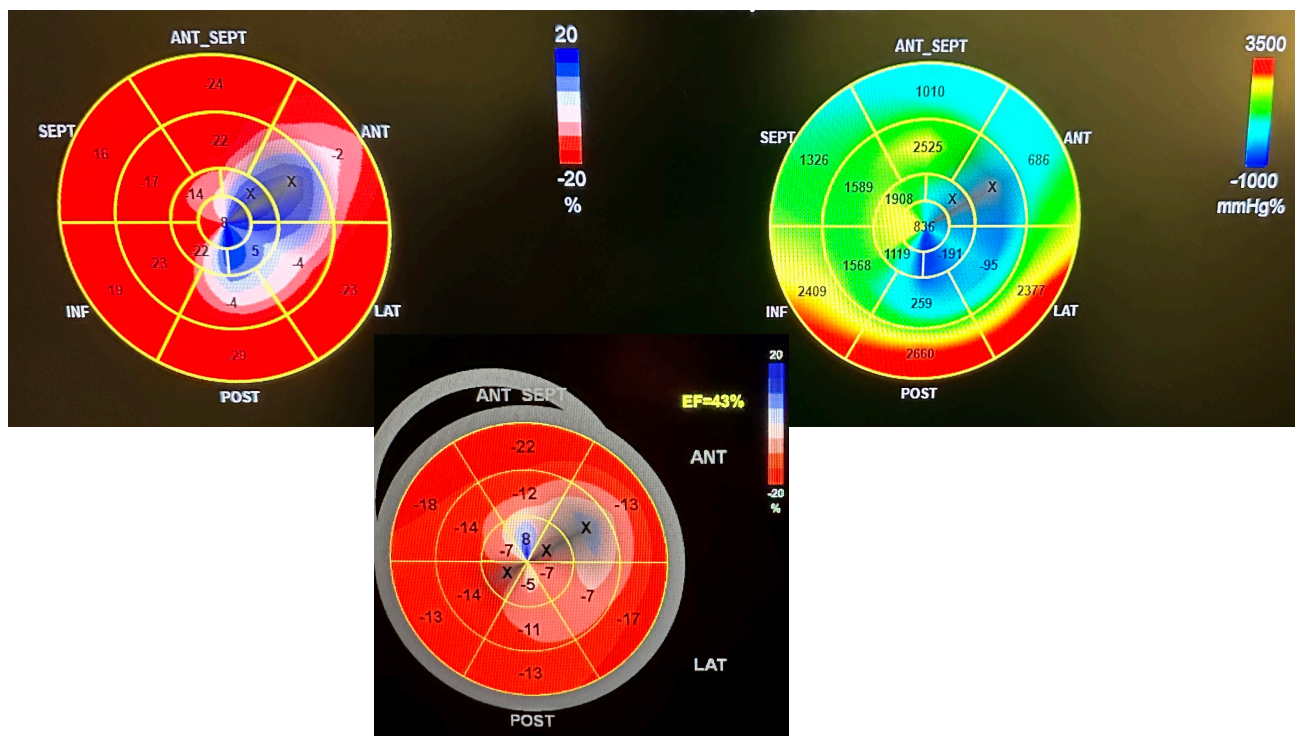 ANT_SEPT
20
-24
SEPT
ANT
22
-2
16
-17
X
-14
X
8
-20
%
-22
5
23
-4
19
23
-4
INF
LAT
29
POST
ANT_SEPT
3500
1010
SEPT
ANT
2525
1326
686
1589
X
1908
X
-1000
mmHg%
836
1119
-191
1568
-95
2409
2377
259
INF
LAT
2660
POST
20
ANT_SEPT
EF=43%
-22
ANT
-12
-18
-13
-14
X
8
-7
X
-20
%
X
-7
-5
-14
-7
-13
-17
-11
LAT
-13
POST